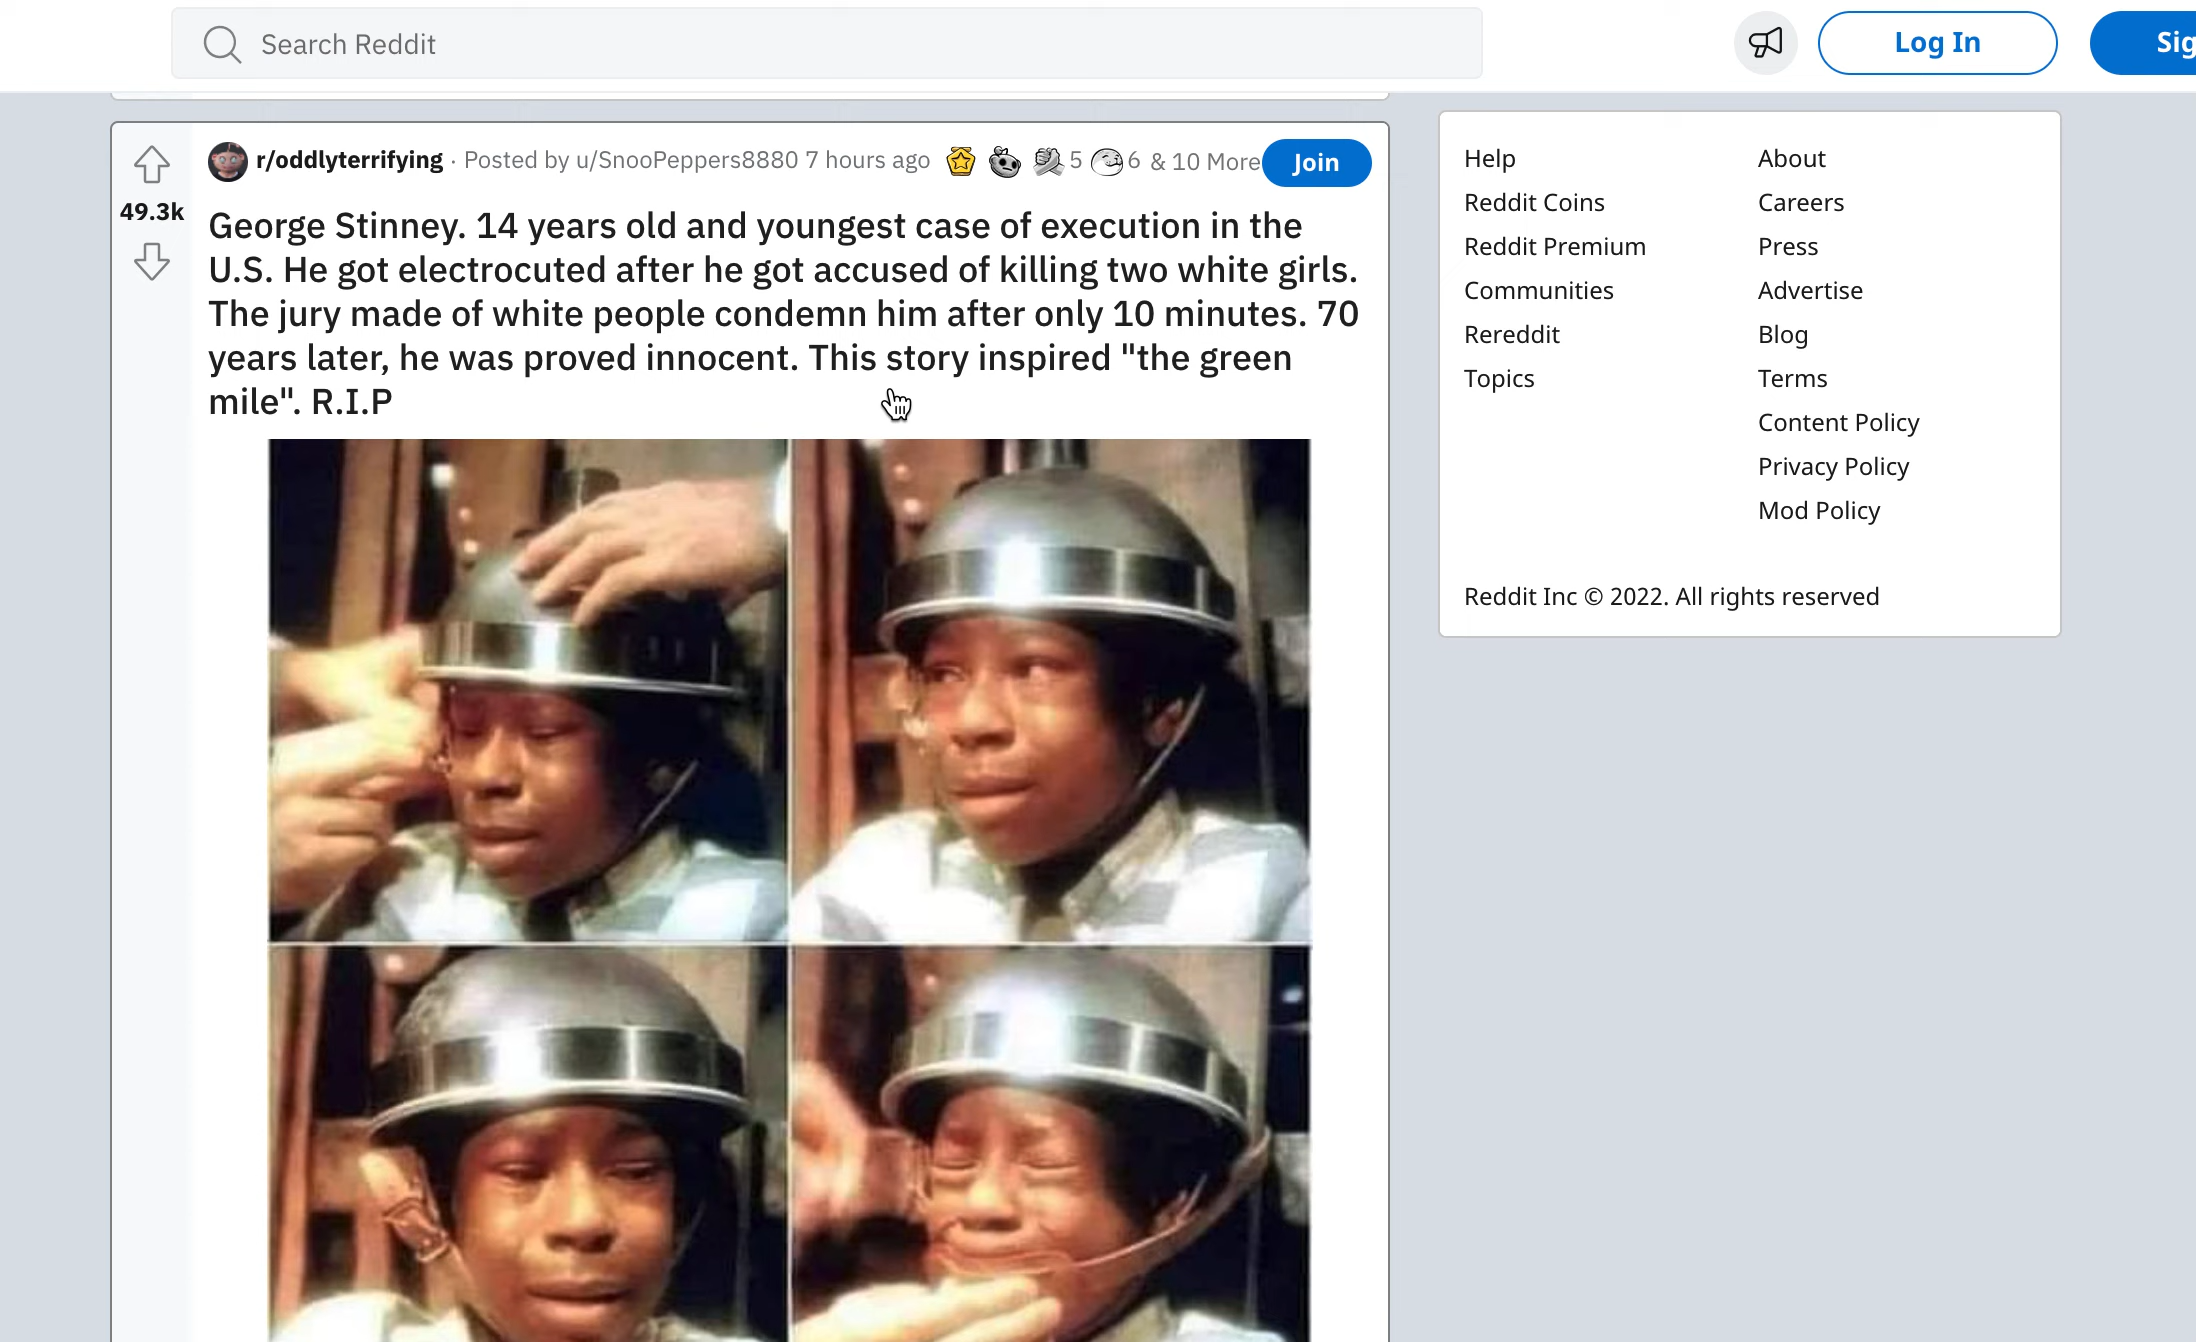 Search Reddit
Log In
Sig
r/oddlyterrifying · Posted by u/SnooPeppers8880 7 hours ago 5 6 & 10 More
Join
49.3k
George Stinney. 14 years old and youngest case of execution in the
U.S. He got electrocuted after he got accused of killing two white girls.
The jury made of white people condemn him after only 10 minutes. 70
years later, he was proved innocent. This story inspired "the green
mile". R.I.P
Help
Reddit Coins
Reddit Premium
Communities
Rereddit
Topics
About
Careers
Press
Advertise
Blog
Terms
Content Policy
Privacy Policy
Mod Policy
Reddit Inc © 2022. All rights reserved